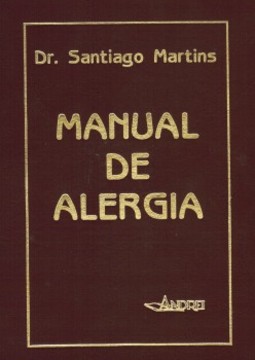 Dr. Santiago Martins
MANUAL
DE
ALERGIA
ANDREI